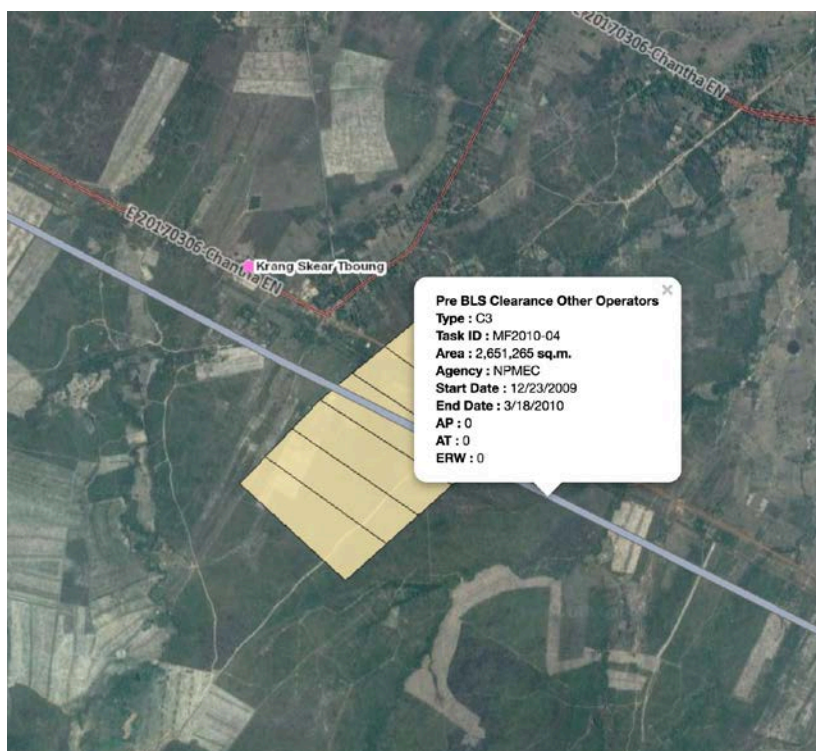 E 20170306-Chantha EN
E 20170306-Chantha EN
Krang Skear Tboung
×
Pre BLS Clearance Other Operators
Type : C3
Task ID : MF2010-04
Area : 2,651,265 sq.m.
Agency : NPMEC
Start Date : 12/23/2009
End Date : 3/18/2010
AP : 0
AT : 0
ERW : 0